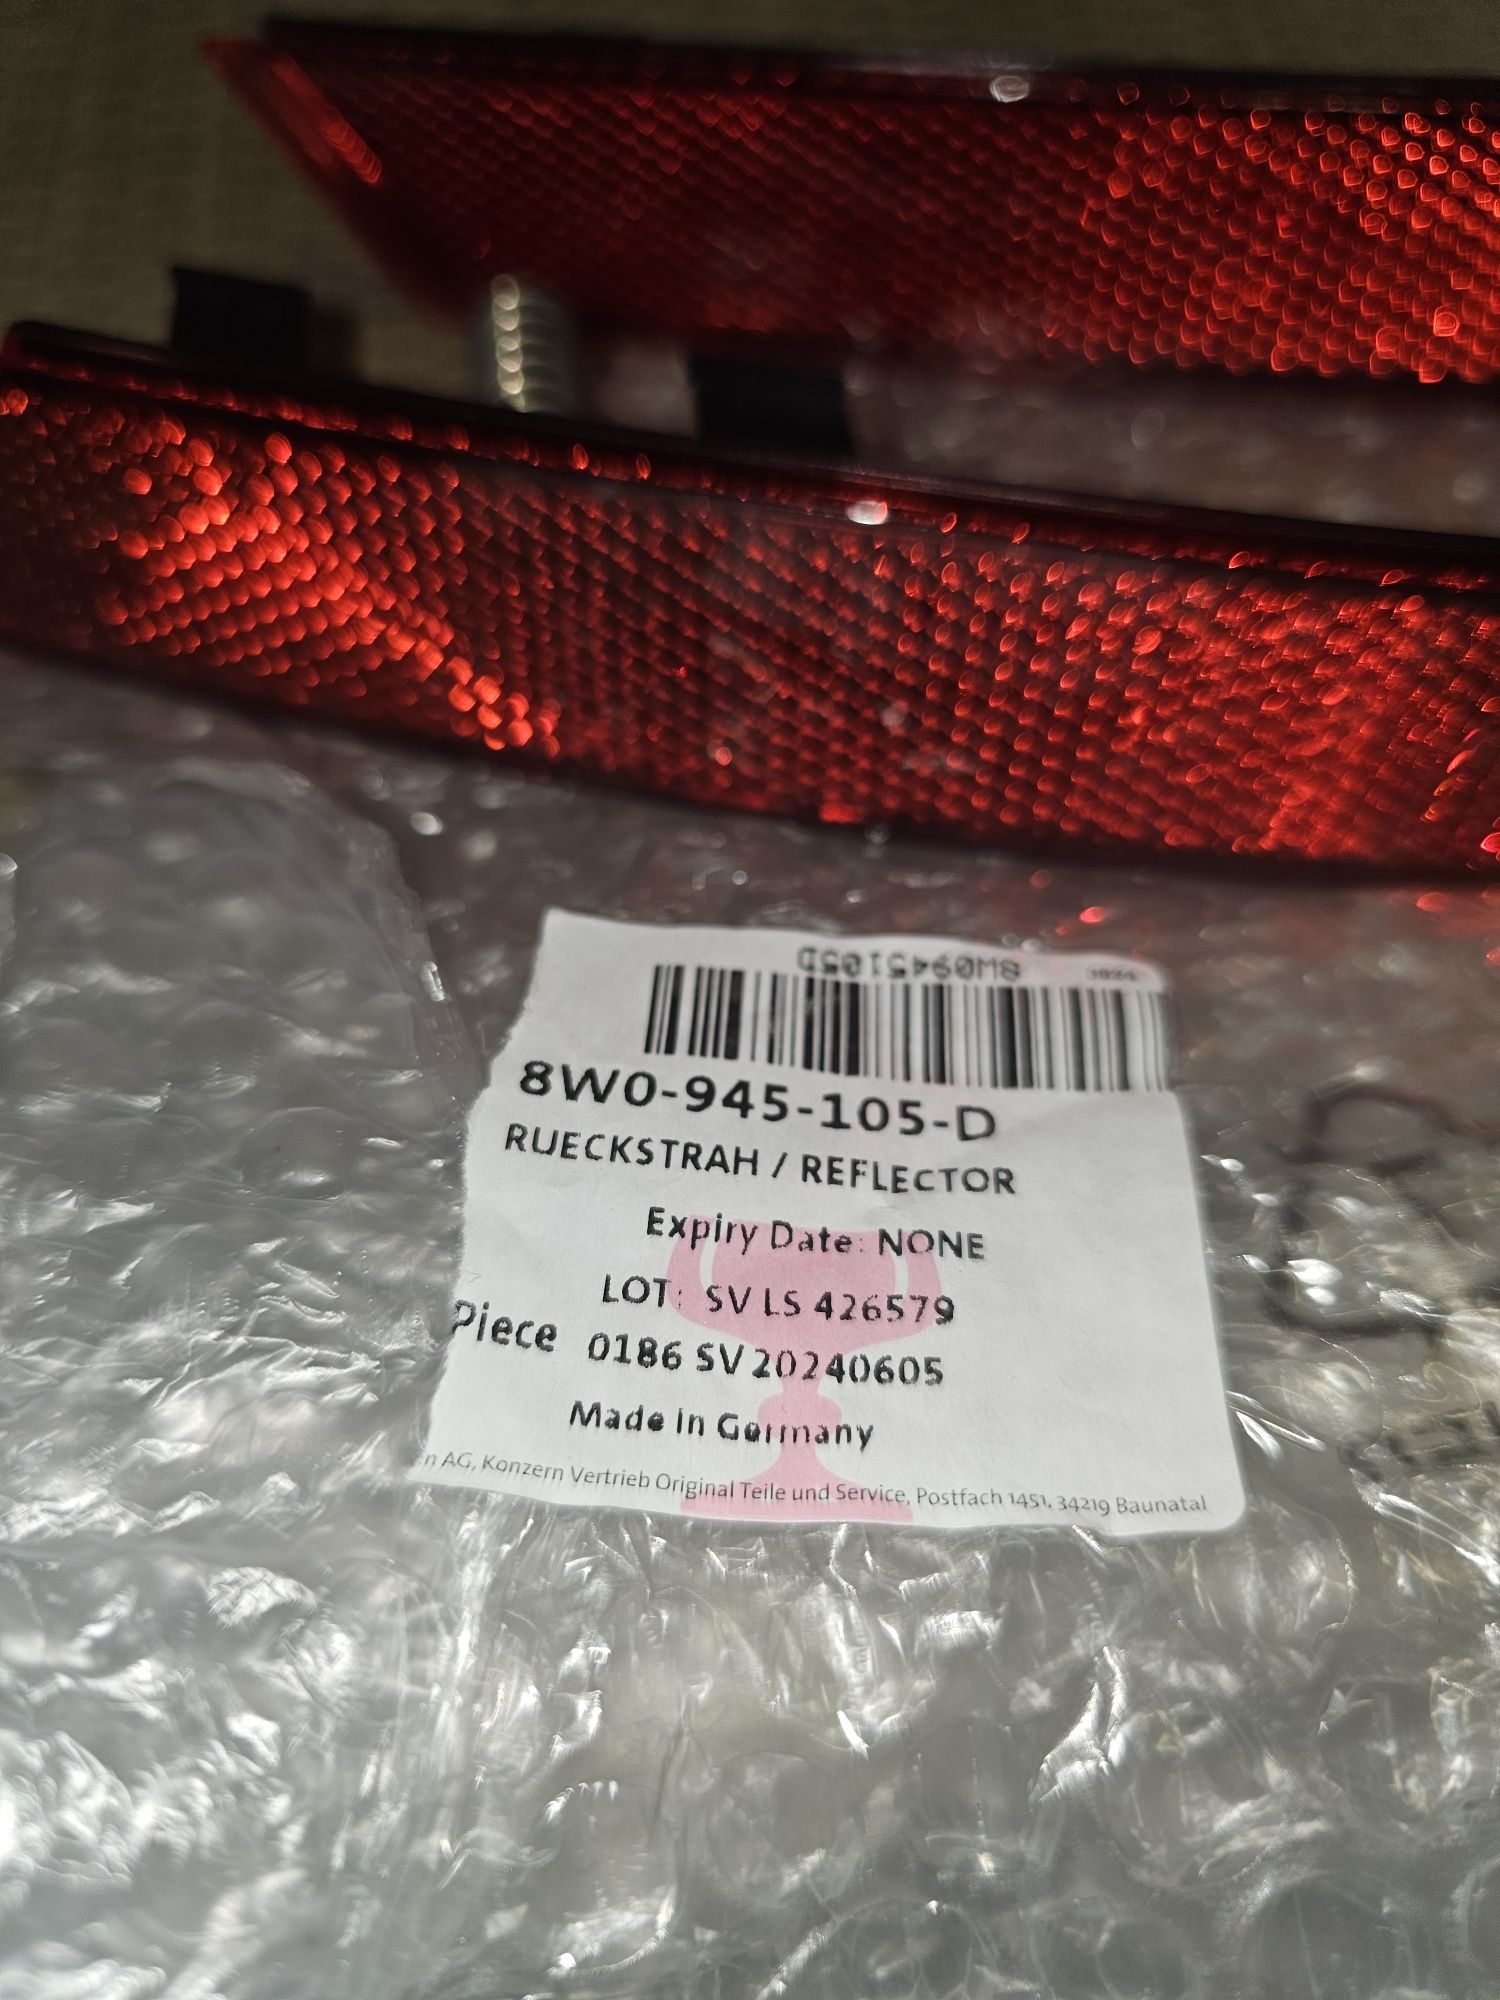 8W0945105D
8W0-945-105-D
RUECKSTRAH / REFLECTOR
Expiry Date: NONE
LOT: SV LS 426579
Piece 0186 SV 20240605
Made in Germany
n AG, Konzern Vertrieb Original Teile und Service, Postfach 1451, 34219 Baunatal